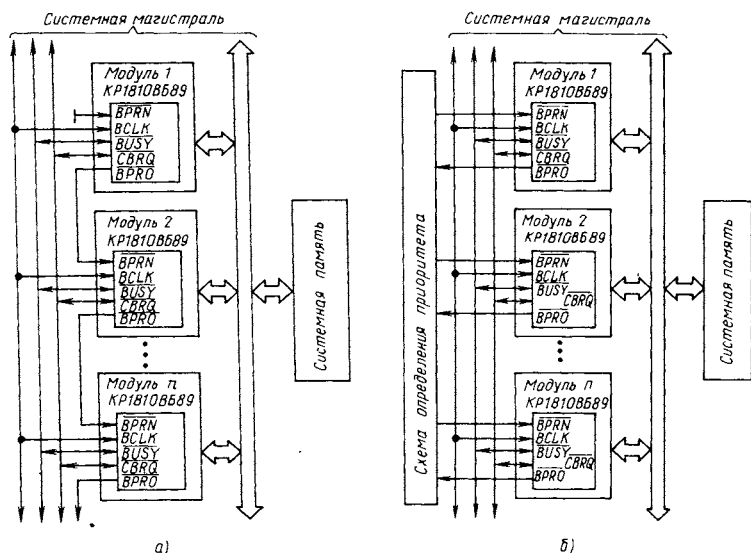 Системная магистраль
Модуль 1
КР1810ВБ89
BPRN
BCLK
BUSY
CBRQ
BPRO
Модуль 2
КР1810ВБ89
BPRN
BCLK
BUSY
CBRQ
BPRO
Модуль n
КР1810ВБ89
BPRN
BCLK
BUSY
CBRQ
BPRO
Системная память
а)
Системная магистраль
Схема определения приоритета
Модуль 1
КР1810ВБ89
BPRN
BCLK
BUSY
CBRQ
BPRO
Модуль 2
КР1810ВБ89
BPRN
BCLK
BUSY
CBRQ
BPRO
Модуль n
КР1810ВБ89
BPRN
BCLK
BUSY
CBRQ
BPRO
Системная память
б)